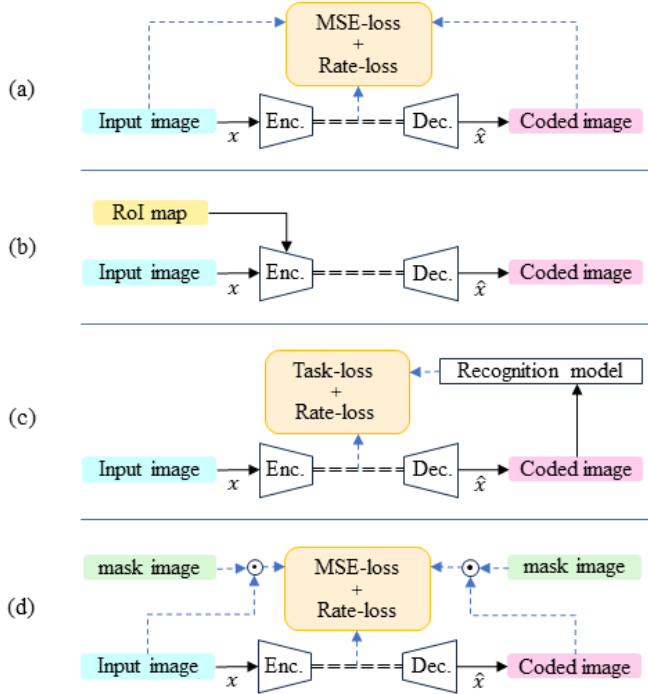 (a)
MSE-loss
+
Rate-loss
Input image
x
Enc.
Dec.
x̂
Coded image
(b)
RoI map
Input image
x
Enc.
Dec.
x̂
Coded image
(c)
Task-loss
+
Rate-loss
Recognition model
Input image
x
Enc.
Dec.
x̂
Coded image
(d)
mask image
MSE-loss
+
Rate-loss
mask image
Input image
x
Enc.
Dec.
x̂
Coded image